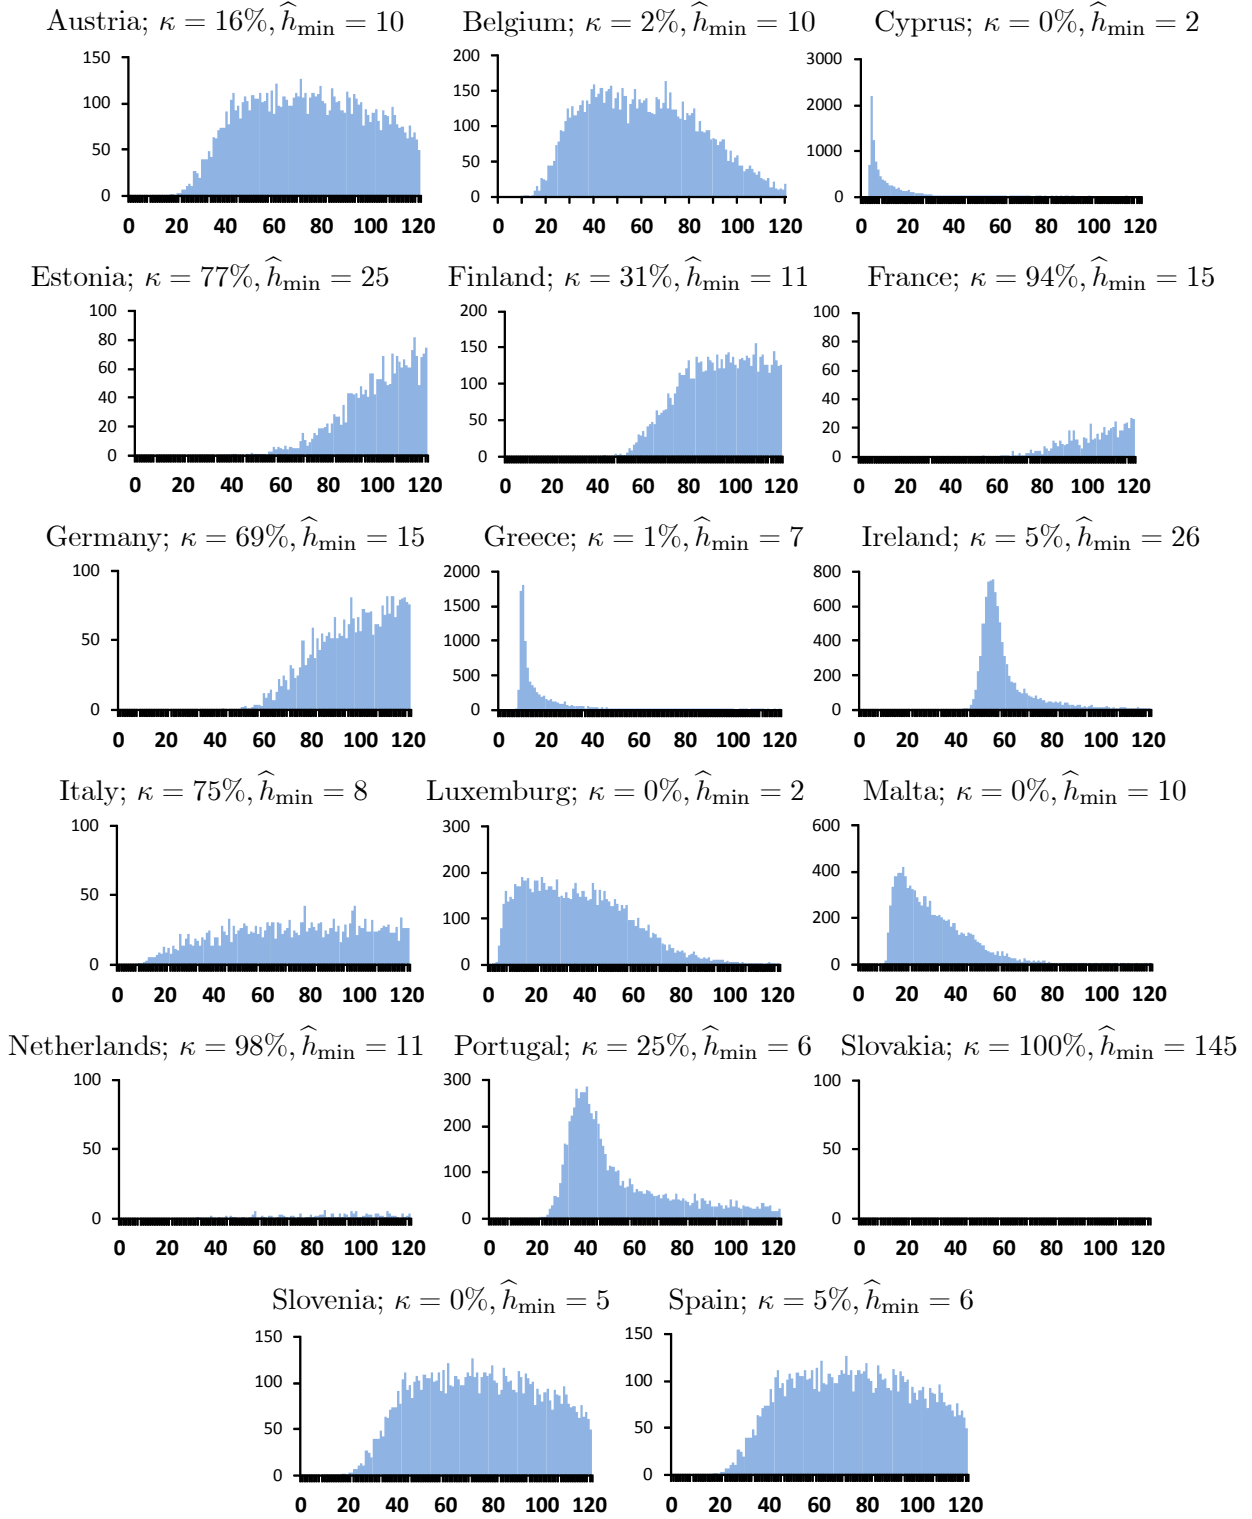 Austria; κ = 16%, ĥmin = 10 Belgium; κ = 2%, ĥmin = 10 Cyprus; κ = 0%, ĥmin = 2
150 200 3000
100 150 2000
50 100 1000
0 50 0
0
0 20 40 60 80 100 120 0 20 40 60 80 100 120 0 20 40 60 80 100 120
Estonia; κ = 77%, ĥmin = 25 Finland; κ = 31%, ĥmin = 11 France; κ = 94%, ĥmin = 15
100 200 100
80 150 80
60 100 60
40 50 40
20 0 20
0 0
0 20 40 60 80 100 120 0 20 40 60 80 100 120 0 20 40 60 80 100 120
Germany; κ = 69%, ĥmin = 15 Greece; κ = 1%, ĥmin = 7 Ireland; κ = 5%, ĥmin = 26
100 2000 800
50 1500 600
0 1000 400
500 200
0 0
0 20 40 60 80 100 120 0 20 40 60 80 100 120 0 20 40 60 80 100 120
Italy; κ = 75%, ĥmin = 8 Luxemburg; κ = 0%, ĥmin = 2 Malta; κ = 0%, ĥmin = 10
100 300 600
50 200 400
0 100 200
0 0
0 20 40 60 80 100 120 0 20 40 60 80 100 120 0 20 40 60 80 100 120
Netherlands; κ = 98%, ĥmin = 11 Portugal; κ = 25%, ĥmin = 6 Slovakia; κ = 100%, ĥmin = 145
100 300 100
50 200 50
0 100 0
0
0 20 40 60 80 100 120 0 20 40 60 80 100 120 0 20 40 60 80 100 120
Slovenia; κ = 0%, ĥmin = 5 Spain; κ = 5%, ĥmin = 6
150 150
100 100
50 50
0 0
0 20 40 60 80 100 120 0 20 40 60 80 100 120